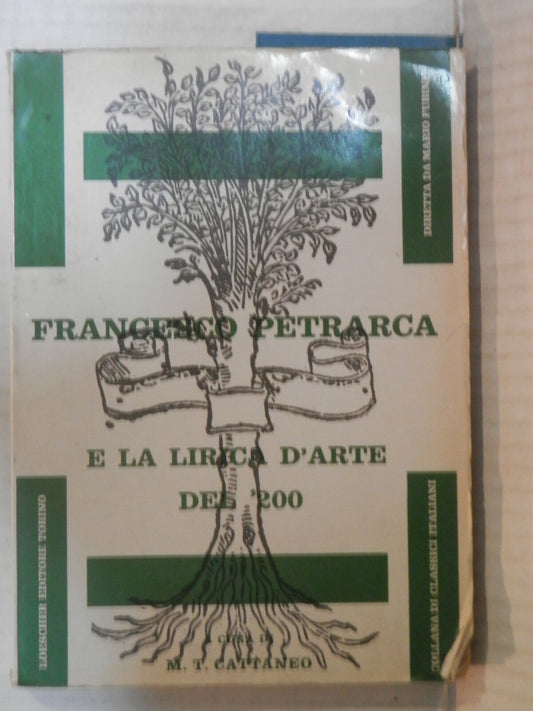 DIRETTA DA MARIO FUBINI
FRANCESCO PETRARCA
E LA LIRICA D'ARTE
DEL '200
LOESCHER EDITORE TORINO
COLLANA DI CLASSICI ITALIANI
A CURA DI
M. T. CATTANEO